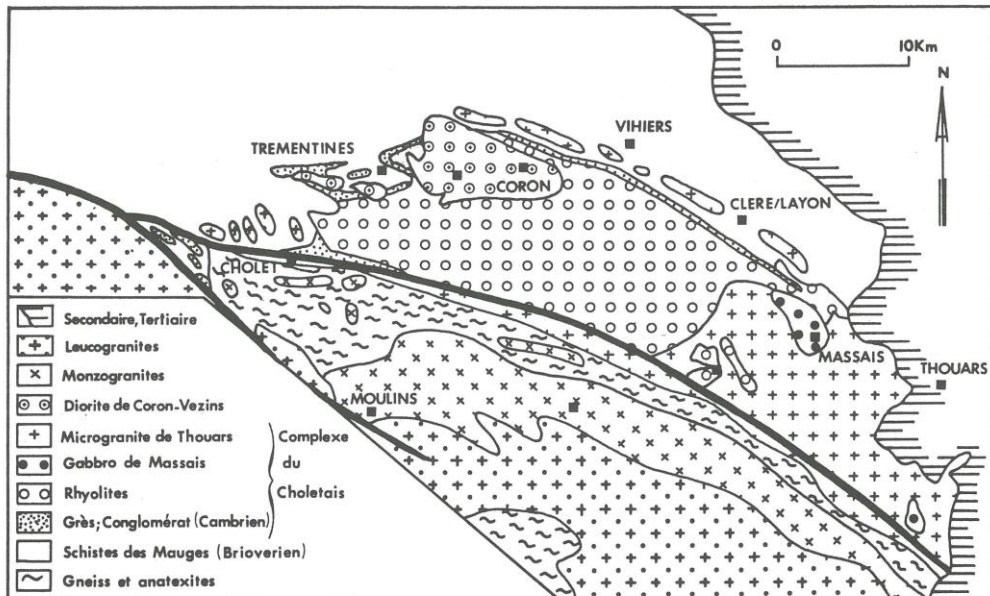 0 10Km
N
VIHIERS
TREMENTINES
CORON
CLERE/LAYON
CHOLET
MASSAIS
THOUARS
MOULINS
Secondaire, Tertiaire
Leucogranites
Monzogranites
Diorite de Coron-Vezins
Microgranite de Thouars
Gabbro de Massais
Rhyolites
Grès; Conglomérat (Cambrien)
Complexe
du
Choletais
Schistes des Mauges (Brioverien)
Gneiss et anatexites